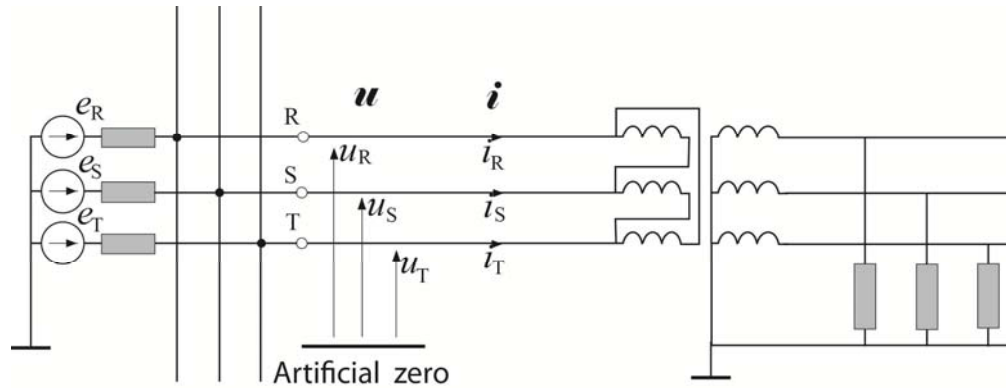 u i
e_R R u_R i_R
e_S S u_S i_S
e_T T u_T i_T
Artificial zero